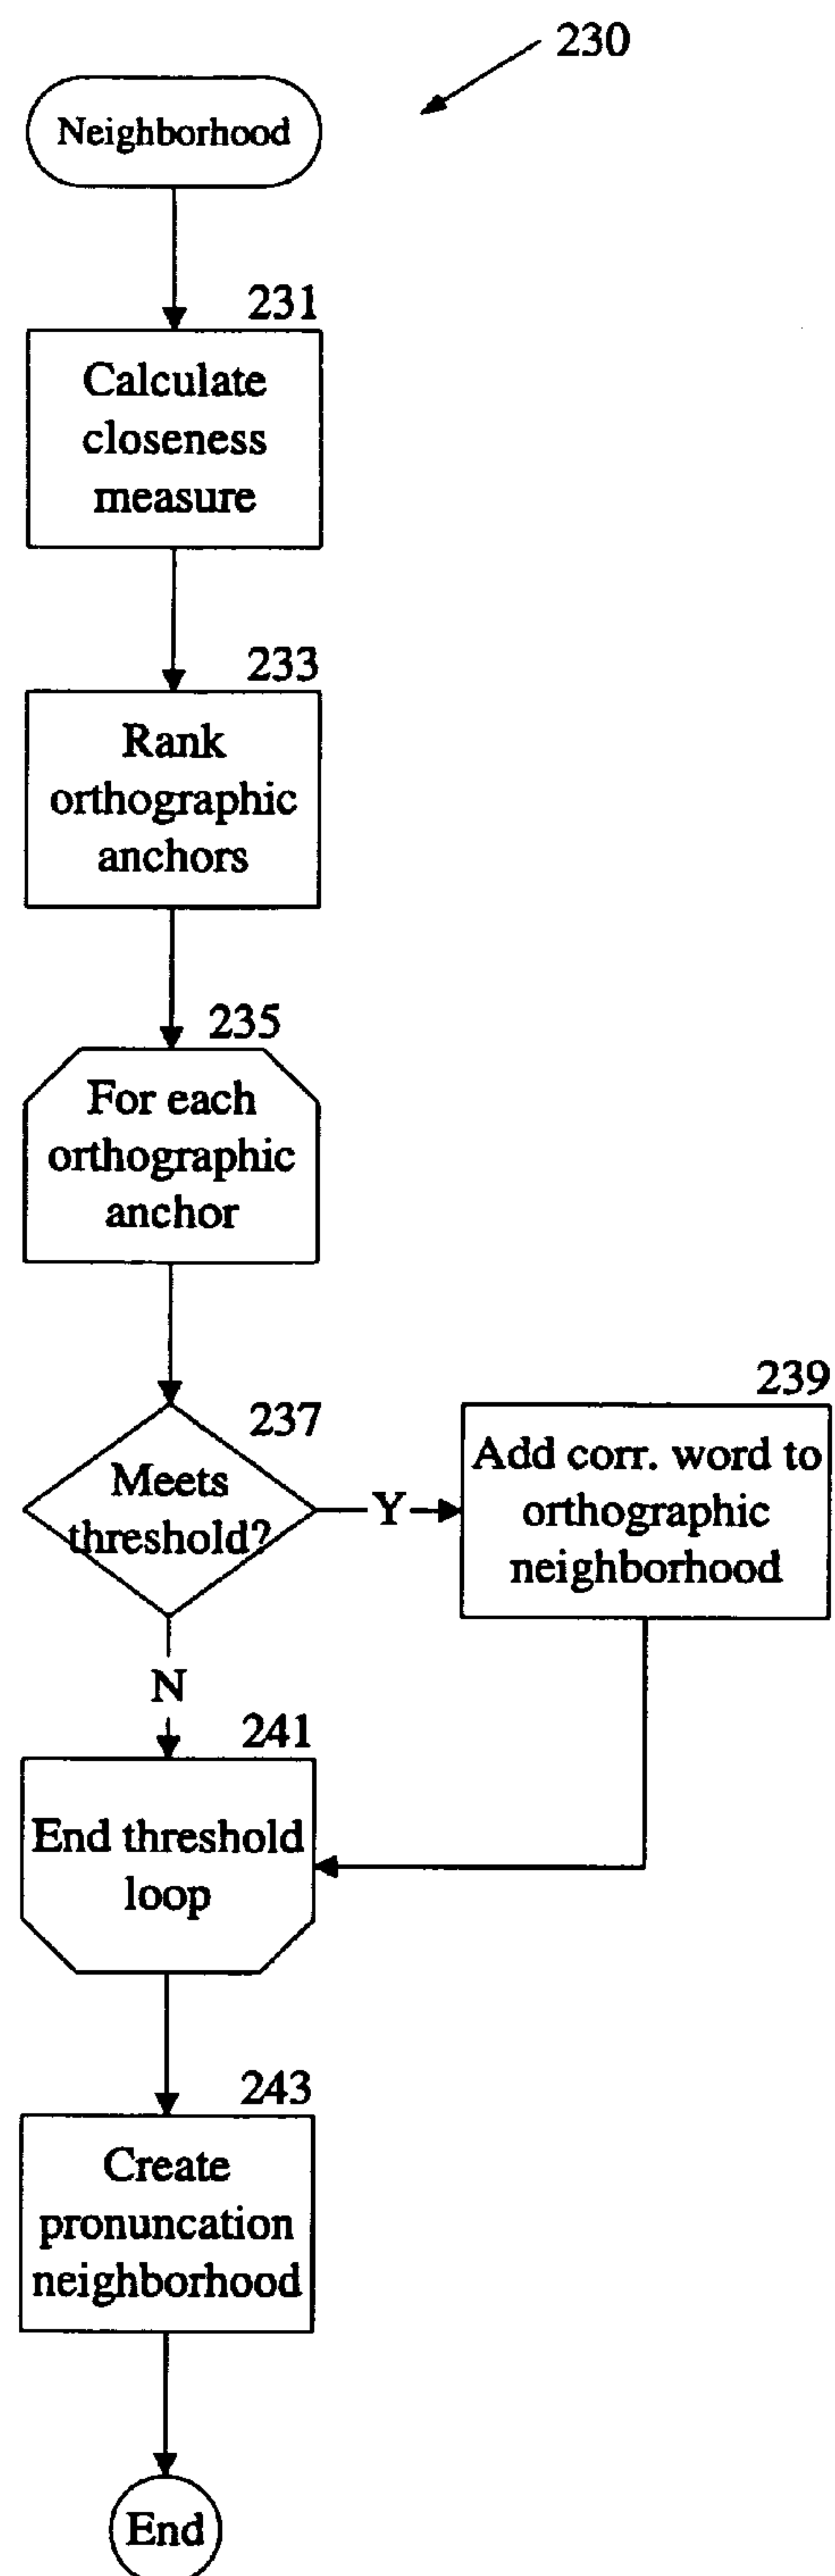 230
Neighborhood
231
Calculate
closeness
measure
233
Rank
orthographic
anchors
235
For each
orthographic
anchor
237
Meets
threshold?
Y
239
Add corr. word to
orthographic
neighborhood
N
241
End threshold
loop
243
Create
pronuncation
neighborhood
End